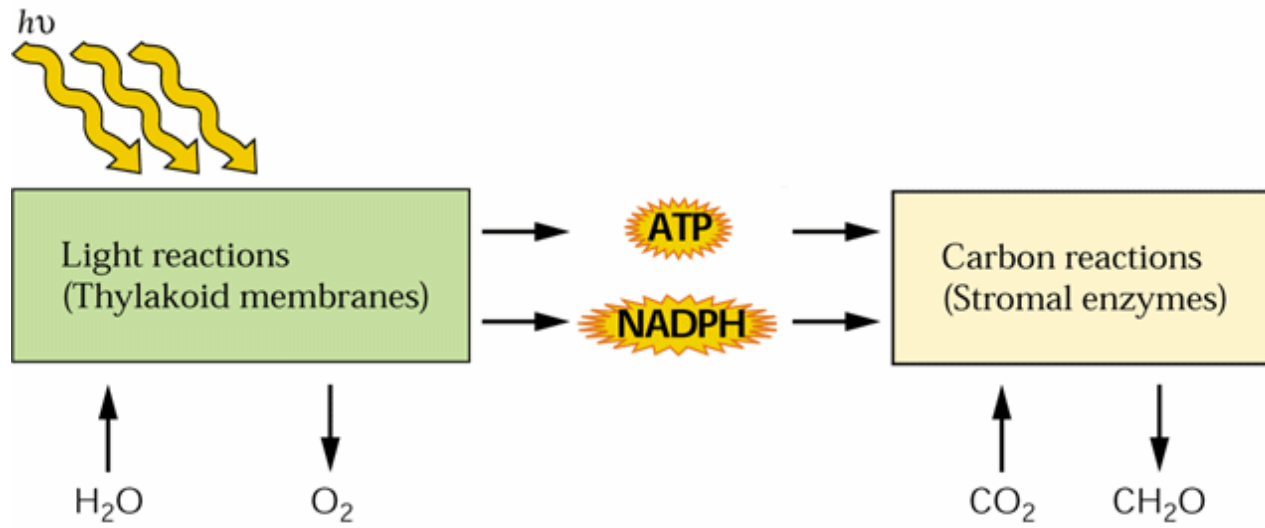 hυ
Light reactions
(Thylakoid membranes)
ATP
NADPH
Carbon reactions
(Stromal enzymes)
H₂O
O₂
CO₂
CH₂O